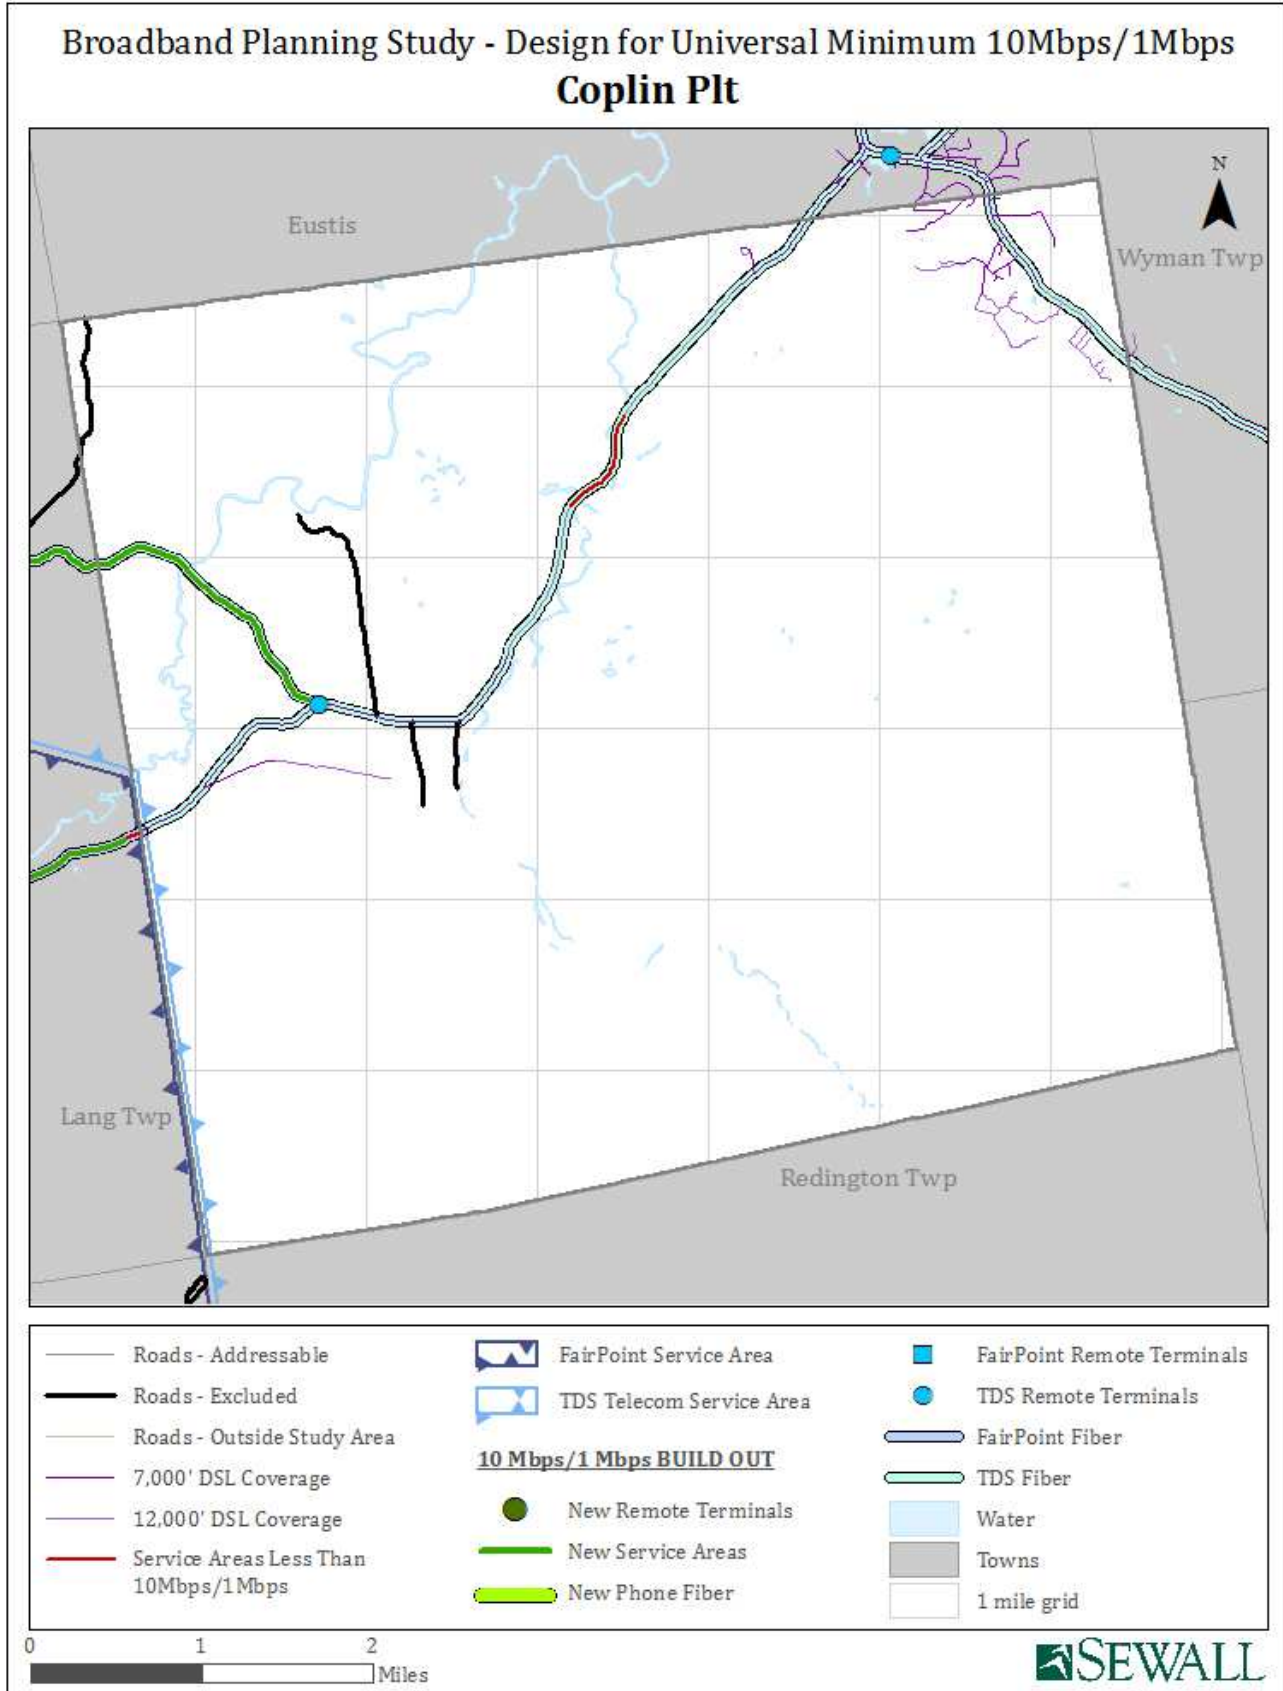 Broadband Planning Study - Design for Universal Minimum 10Mbps/1Mbps
Coplin Plt
N
Eustis
Wyman Twp
Lang Twp
Redington Twp
Roads - Addressable
Roads - Excluded
Roads - Outside Study Area
7,000' DSL Coverage
12,000' DSL Coverage
Service Areas Less Than
10Mbps/1Mbps
FairPoint Service Area
TDS Telecom Service Area
10 Mbps/1 Mbps BUILD OUT
New Remote Terminals
New Service Areas
New Phone Fiber
FairPoint Remote Terminals
TDS Remote Terminals
FairPoint Fiber
TDS Fiber
Water
Towns
1 mile grid
0 1 2
Miles
SEWALL